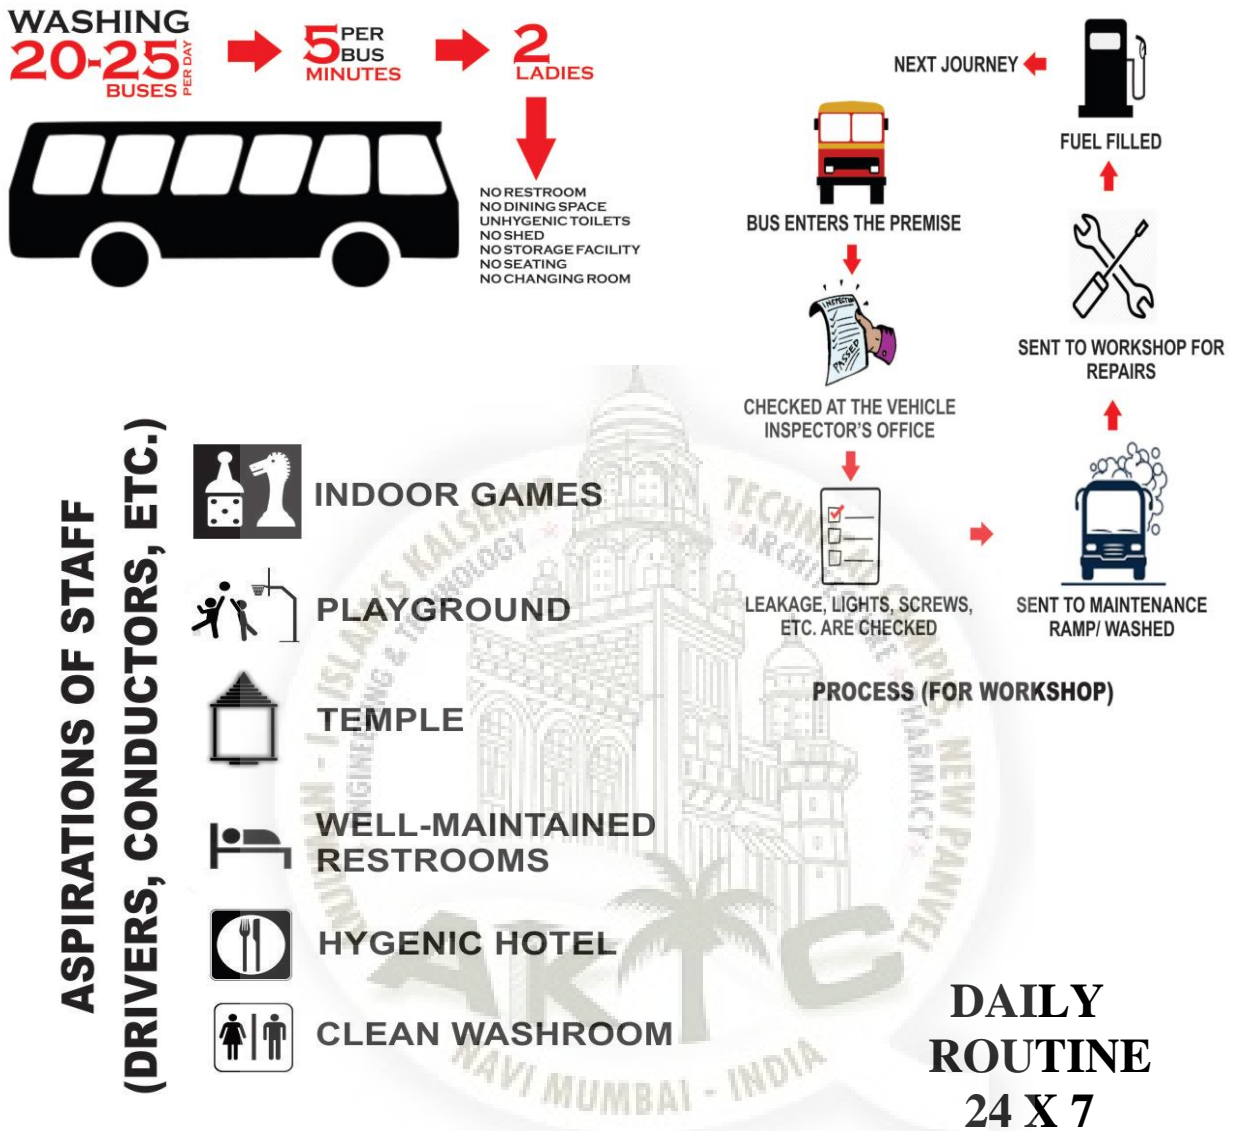 WASHING
20-25
BUSES
PER DAY
5 PER
BUS
MINUTES
2
LADIES
NO RESTROOM
NO DINING SPACE
UNHYGENIC TOILETS
NO SHED
NO STORAGE FACILITY
NO SEATING
NO CHANGING ROOM
BUS ENTERS THE PREMISE
PASSED
CHECKED AT THE VEHICLE
INSPECTOR'S OFFICE
LEAKAGE, LIGHTS, SCREWS,
ETC. ARE CHECKED
SENT TO MAINTENANCE
RAMP/ WASHED
SENT TO WORKSHOP FOR
REPAIRS
FUEL FILLED
NEXT JOURNEY
PROCESS (FOR WORKSHOP)
ASPIRATIONS OF STAFF
(DRIVERS, CONDUCTORS, ETC.)
INDOOR GAMES
PLAYGROUND
TEMPLE
WELL-MAINTAINED
RESTROOMS
HYGENIC HOTEL
CLEAN WASHROOM
DAILY
ROUTINE
24 X 7
AKTC
NAVI MUMBAI - INDIA